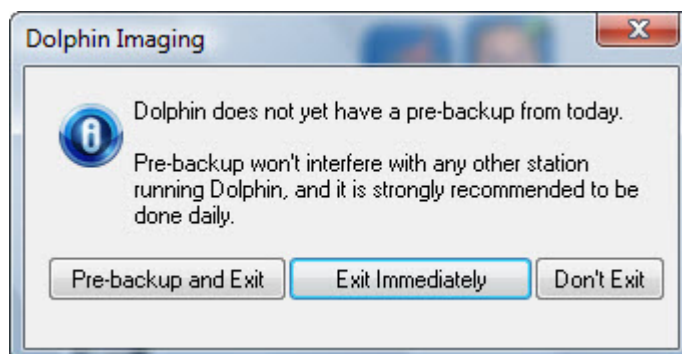 Dolphin Imaging
Dolphin does not yet have a pre-backup from today.
Pre-backup won't interfere with any other station
running Dolphin, and it is strongly recommended to be
done daily.
Pre-backup and Exit Exit Immediately Don't Exit